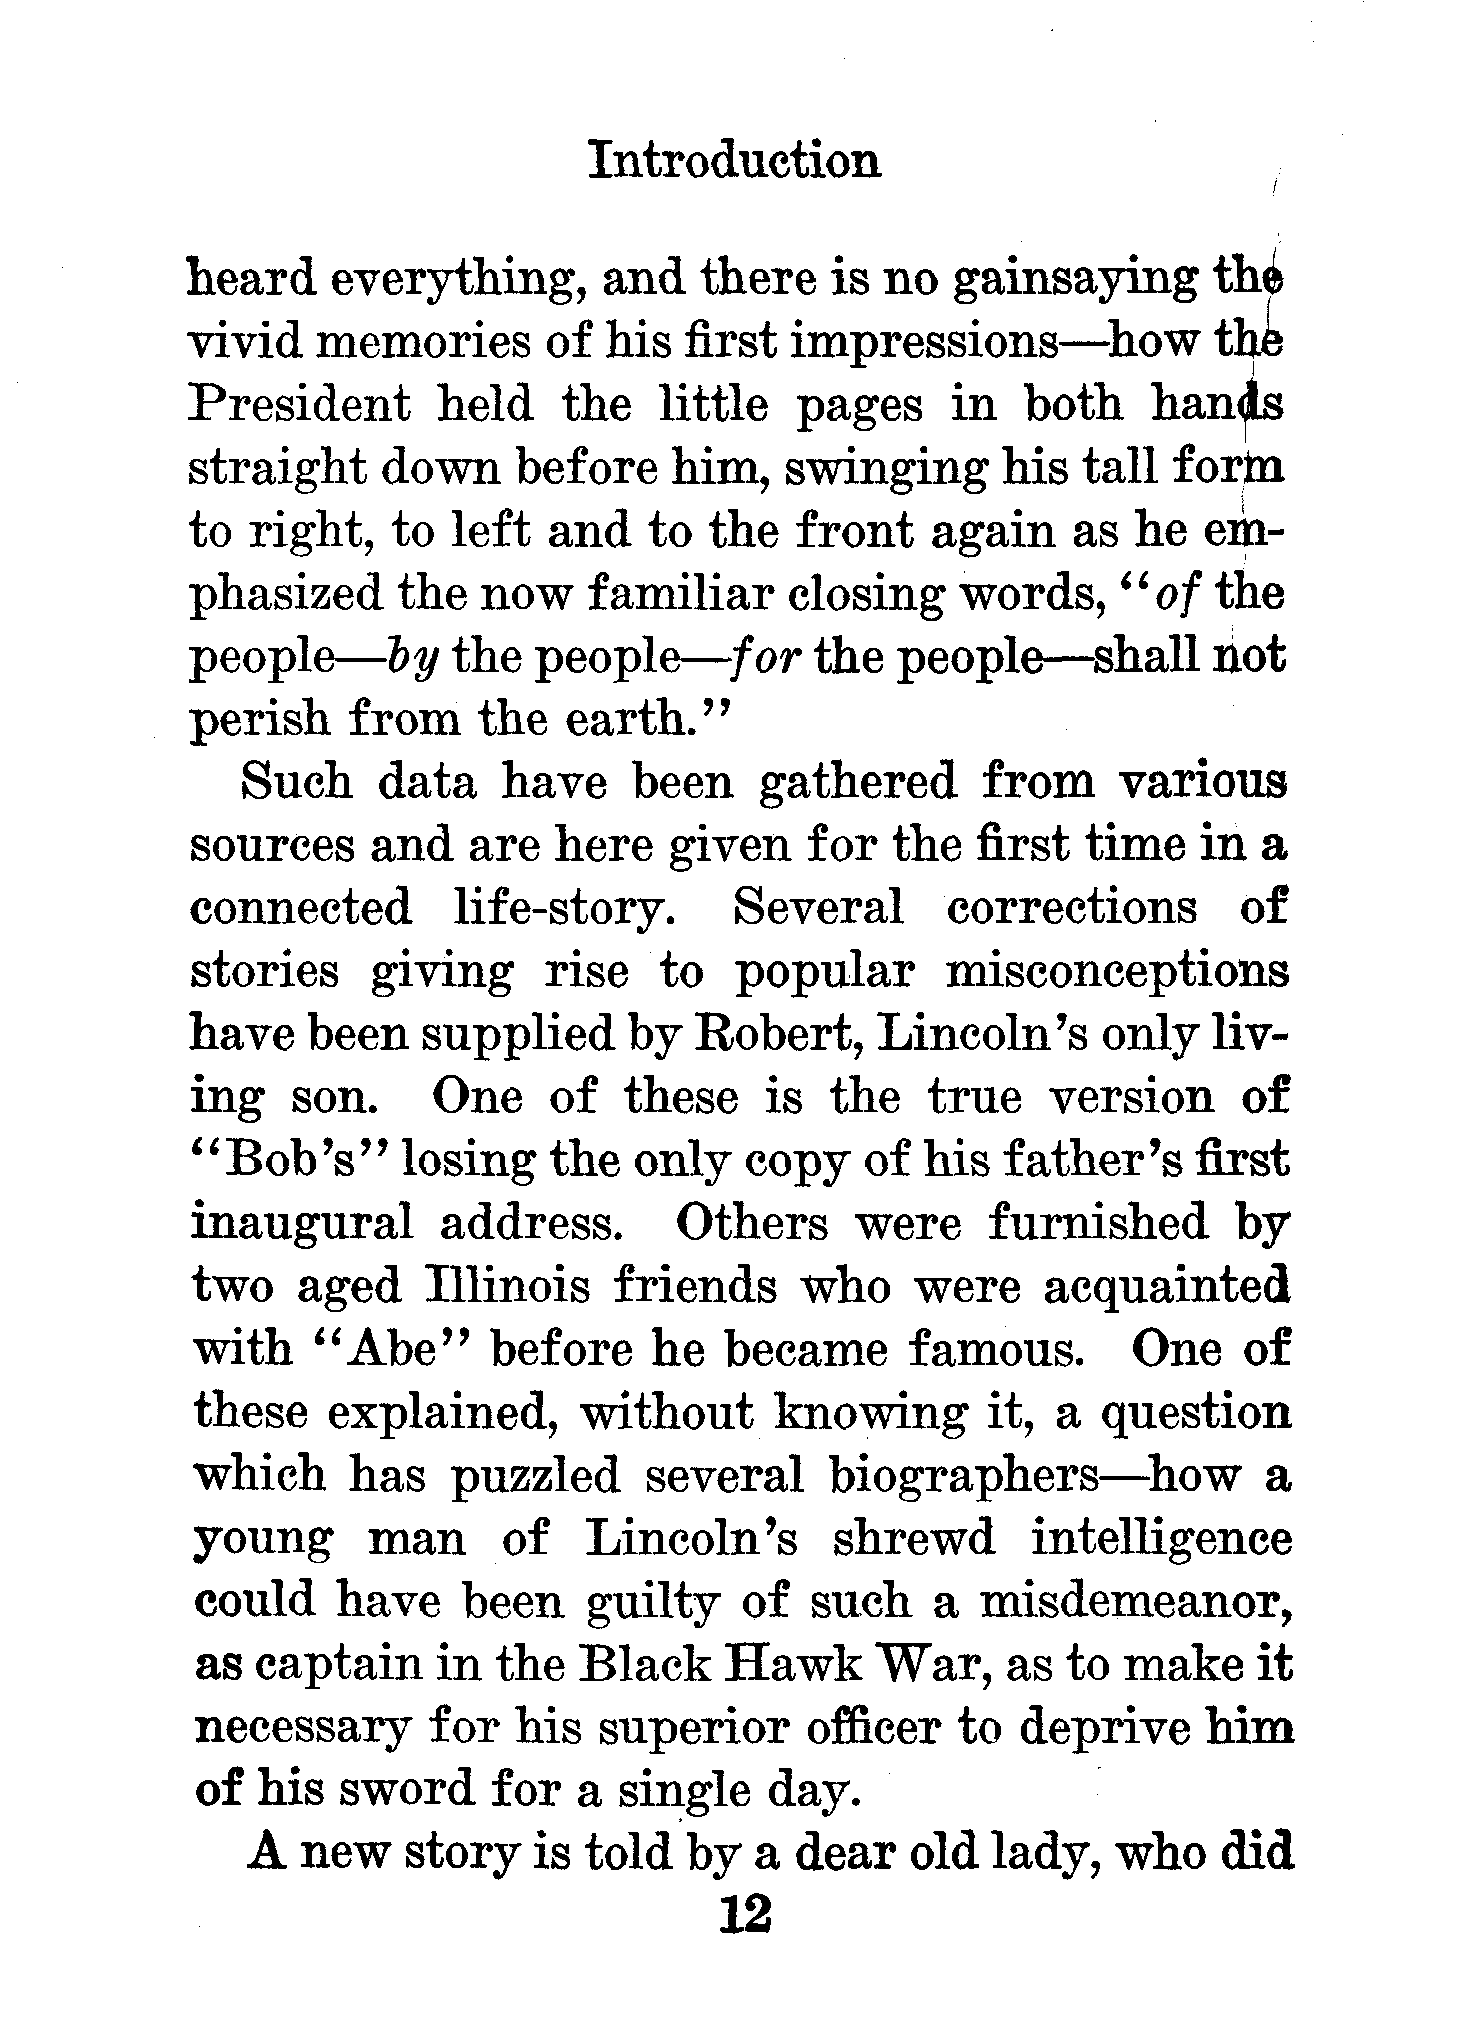 Introduction
heard everything, and there is no gainsaying the
vivid memories of his first impressions—how the
President held the little pages in both hands
straight down before him, swinging his tall form
to right, to left and to the front again as he em-
phasized the now familiar closing words, "of the
people—by the people—for the people—shall not
perish from the earth."
Such data have been gathered from various
sources and are here given for the first time in a
connected life-story. Several corrections of
stories giving rise to popular misconceptions
have been supplied by Robert, Lincoln's only liv-
ing son. One of these is the true version of
"Bob's" losing the only copy of his father's first
inaugural address. Others were furnished by
two aged Illinois friends who were acquainted
with "Abe" before he became famous. One of
these explained, without knowing it, a question
which has puzzled several biographers—how a
young man of Lincoln's shrewd intelligence
could have been guilty of such a misdemeanor,
as captain in the Black Hawk War, as to make it
necessary for his superior officer to deprive him
of his sword for a single day.
A new story is told by a dear old lady, who did
12